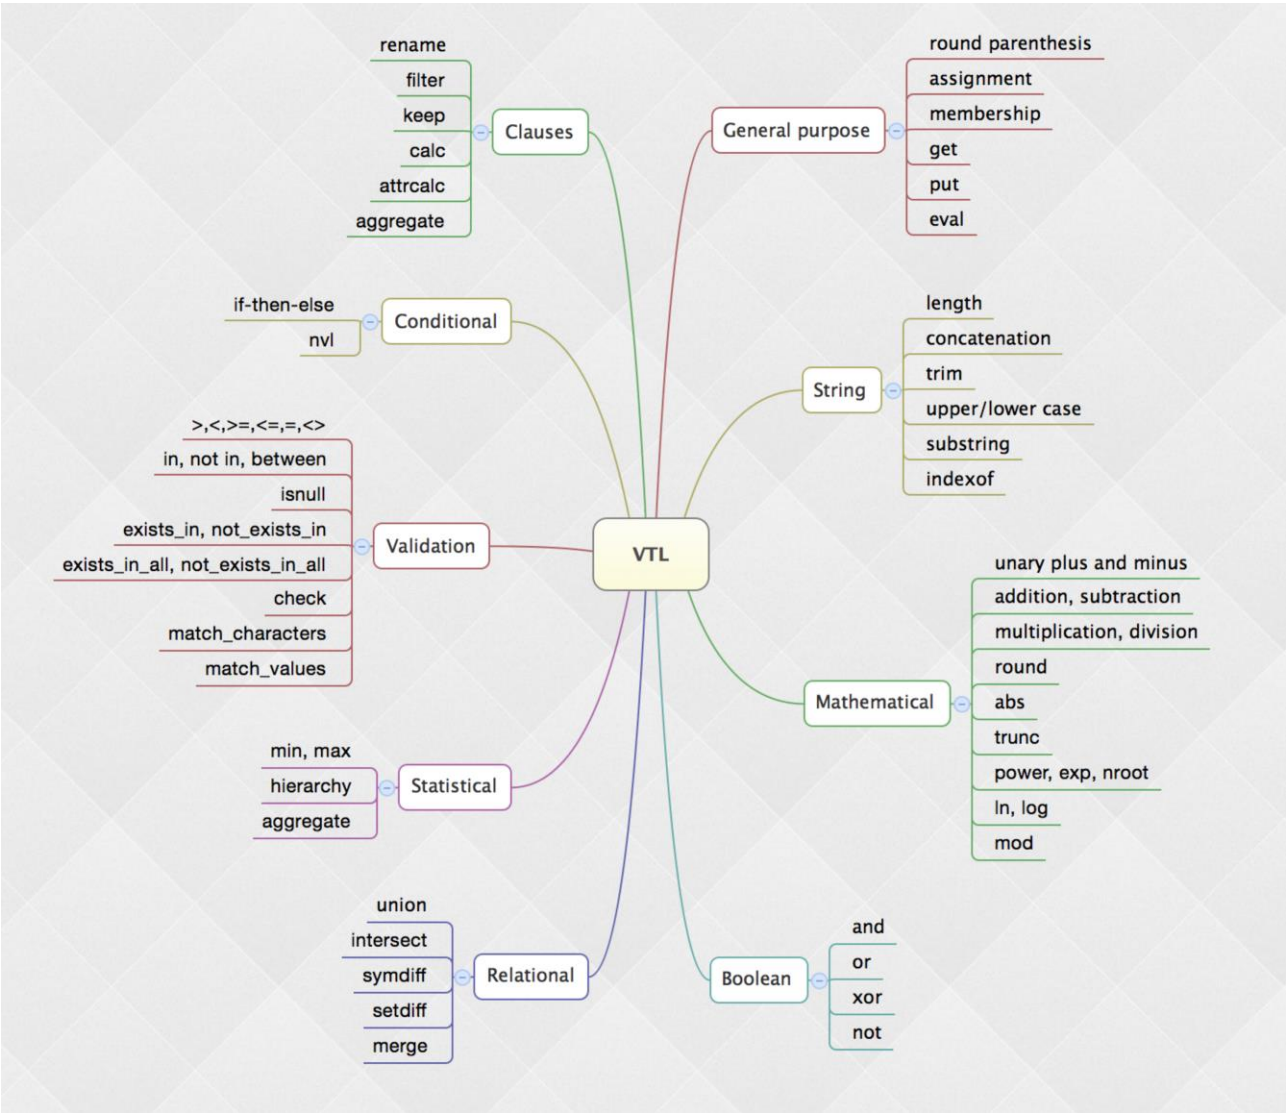 VTL
General purpose
round parenthesis
assignment
membership
get
put
eval
String
length
concatenation
trim
upper/lower case
substring
indexof
Mathematical
unary plus and minus
addition, subtraction
multiplication, division
round
abs
trunc
power, exp, nroot
ln, log
mod
Boolean
and
or
xor
not
Clauses
rename
filter
keep
calc
attrcalc
aggregate
Conditional
if-then-else
nvl
Validation
>,<,>=,<=,=,<>
in, not in, between
isnull
exists_in, not_exists_in
exists_in_all, not_exists_in_all
check
match_characters
match_values
Statistical
min, max
hierarchy
aggregate
Relational
union
intersect
symdiff
setdiff
merge